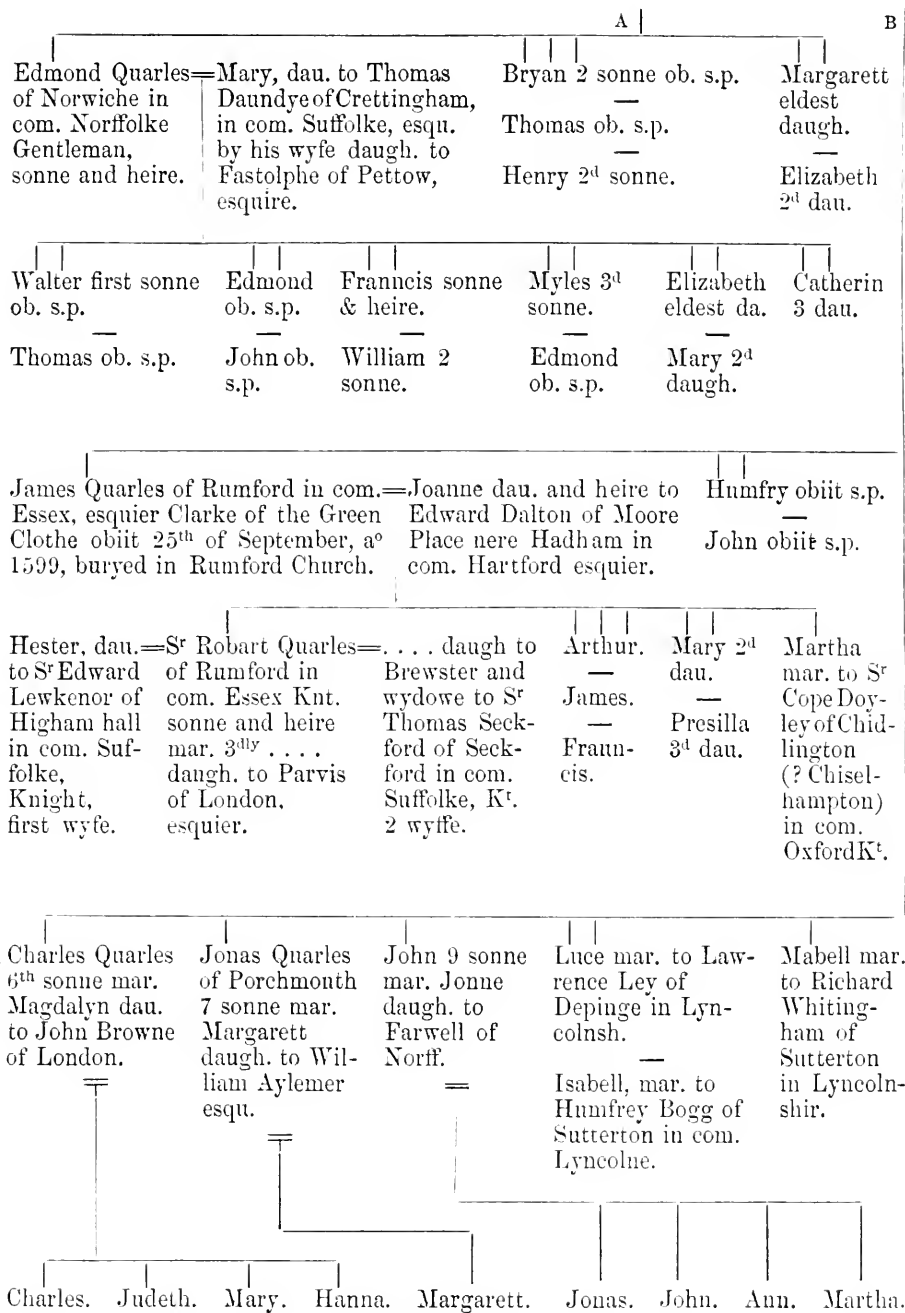 A B
Edmond Quarles=Mary, dau. to Thomas
of Norwiche in Daundye of Crettingham,
com. Norffolke in com. Suffolke, esqu.
Gentleman, by his wyfe daugh. to
sonne and heire. Fastolphe of Pettow,
esquire.
Bryan 2 sonne ob. s.p.
—
Thomas ob. s.p.
—
Henry 2d sonne.
Margarett
eldest
daugh.
—
Elizabeth
2d dau.
Walter first sonne
ob. s.p.
—
Thomas ob. s.p.
Edmond
ob. s.p.
—
John ob.
s.p.
Franncis sonne
& heire.
—
William 2
sonne.
Myles 3d
sonne.
—
Edmond
ob. s.p.
Elizabeth
eldest da.
—
Mary 2d
daugh.
Catherin
3 dau.
James Quarles of Rumford in com.=Joanne dau. and heire to
Essex, esquier Clarke of the Green Edward Dalton of Moore
Clothe obiit 25th of September, ao Place nere Hadham in
1599, buryed in Rumford Church. com. Hartford esquier.
Humfry obiit s.p.
—
John obiit s.p.
Hester, dau.=Sr Robart Quarles=. . . . daugh to
to Sr Edward of Rumford in Brewster and
Lewkenor of com. Essex Knt. wydowe to Sr
Higham hall sonne and heire Thomas Seck-
in com. Suf- mar. 3dly . . . . ford of Seck-
folke, daugh. to Parvis ford in com.
Knight, of London, Suffolke, Kt.
first wyfe. esquier. 2 wyffe.
Arthur.
—
James.
—
Fraun-
cis.
Mary 2d
dau.
—
Presilla
3d dau.
Martha
mar. to Sr
Cope Doy-
ley of Chid-
lington
(? Chisel-
hampton)
in com.
Oxford Kt.
Charles Quarles
6th sonne mar.
Magdalyn dau.
to John Browne
of London.
Jonas Quarles
of Porchmouth
7 sonne mar.
Margarett
daugh. to Wil-
liam Aylemer
esqu.
John 9 sonne
mar. Jonne
daugh. to
Farwell of
Norff.
Luce mar. to Law-
rence Ley of
Depinge in Lyn-
colnsh.
—
Isabell, mar. to
Humfrey Bogg of
Sutterton in com.
Lyncolne.
Mabell mar.
to Richard
Whiting-
ham of
Sutterton
in Lyncoln-
shir.
Charles. Judeth. Mary. Hanna. Margarett. Jonas. John. Ann. Martha.